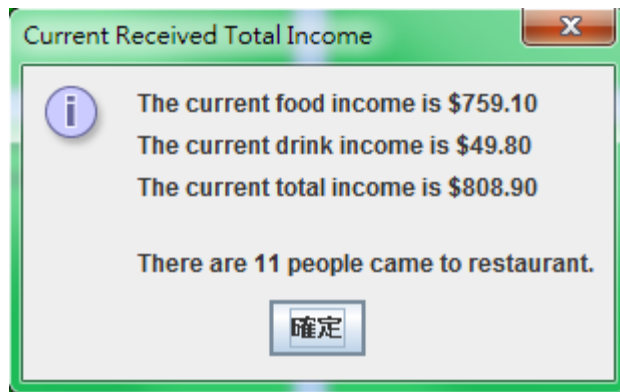 Current Received Total Income
The current food income is $759.10
The current drink income is $49.80
The current total income is $808.90
There are 11 people came to restaurant.
確定